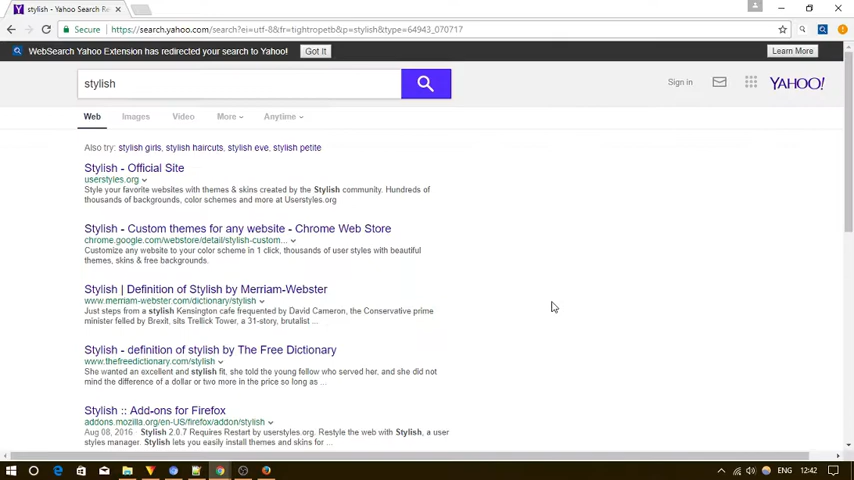 stylish - Yahoo Search Re
Secure https://search.yahoo.com/search?ei=utf-8&fr=tightropetb&p=stylish&type=64943_070717
WebSearch Yahoo Extension has redirected your search to Yahoo! Got It Learn More
stylish Sign in YAHOO!
Web Images Video More Anytime
Also try: stylish girls, stylish haircuts, stylish eve, stylish petite
Stylish - Official Site
userstyles.org
Style your favorite websites with themes & skins created by the Stylish community. Hundreds of
thousands of backgrounds, color schemes and more at Userstyles.org
Stylish - Custom themes for any website - Chrome Web Store
chrome.google.com/webstore/detail/stylish-custom...
Customize any website to your color scheme in 1 click, thousands of user styles with beautiful
themes, skins & free backgrounds.
Stylish | Definition of Stylish by Merriam-Webster
www.merriam-webster.com/dictionary/stylish
Just steps from a stylish Kensington cafe frequented by David Cameron, the Conservative prime
minister felled by Brexit, sits Trellick Tower, a 31-story, brutalist ...
Stylish - definition of stylish by The Free Dictionary
www.thefreedictionary.com/stylish
She wanted an excellent and stylish fit, she told the young fellow who served her, and she did not
mind the difference of a dollar or two more in the price so long as ...
Stylish :: Add-ons for Firefox
addons.mozilla.org/en-US/firefox/addon/stylish
Aug 08, 2016 · Stylish 2.0.7 Requires Restart by userstyles.org. Restyle the web with Stylish, a user
styles manager. Stylish lets you easily install themes and skins for ...
ENG 12:42